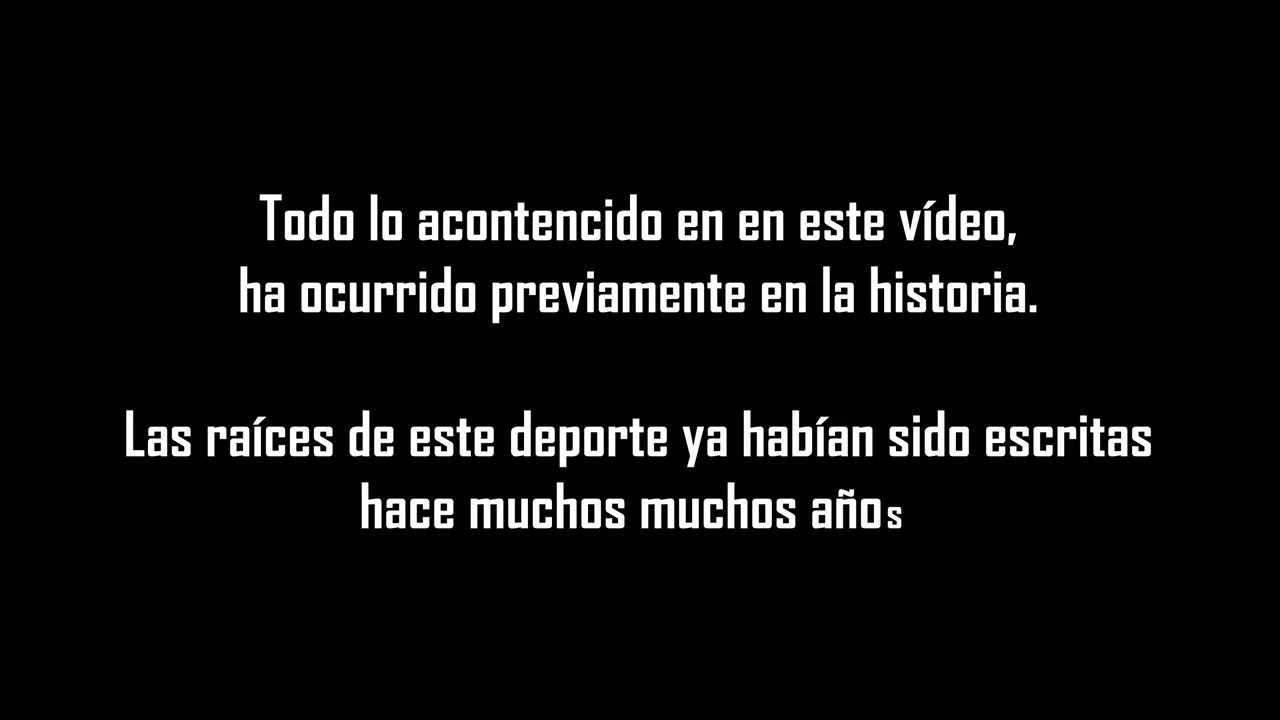 Todo lo acontencido en en este vídeo,
ha ocurrido previamente en la historia.
Las raíces de este deporte ya habían sido escritas
hace muchos muchos años